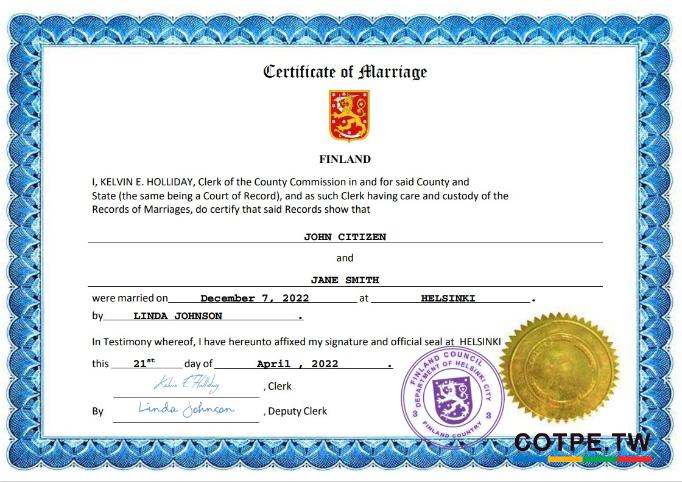 Certificate of Marriage
FINLAND
I, KELVIN E. HOLLIDAY, Clerk of the County Commission in and for said County and
State (the same being a Court of Record), and as such Clerk having care and custody of the
Records of Marriages, do certify that said Records show that
JOHN CITIZEN
and
JANE SMITH
were married on December 7, 2022 at HELSINKI .
by LINDA JOHNSON .
In Testimony whereof, I have hereunto affixed my signature and official seal at HELSINKI
this 21st day of April , 2022 .
Kelvin E Holliday , Clerk
By Linda Johnson , Deputy Clerk
FINLAND COUNCIL
DEPARTMENT OF HELSINKI CITY
3 3
FINLAND COUNTRY
COTPE.TW